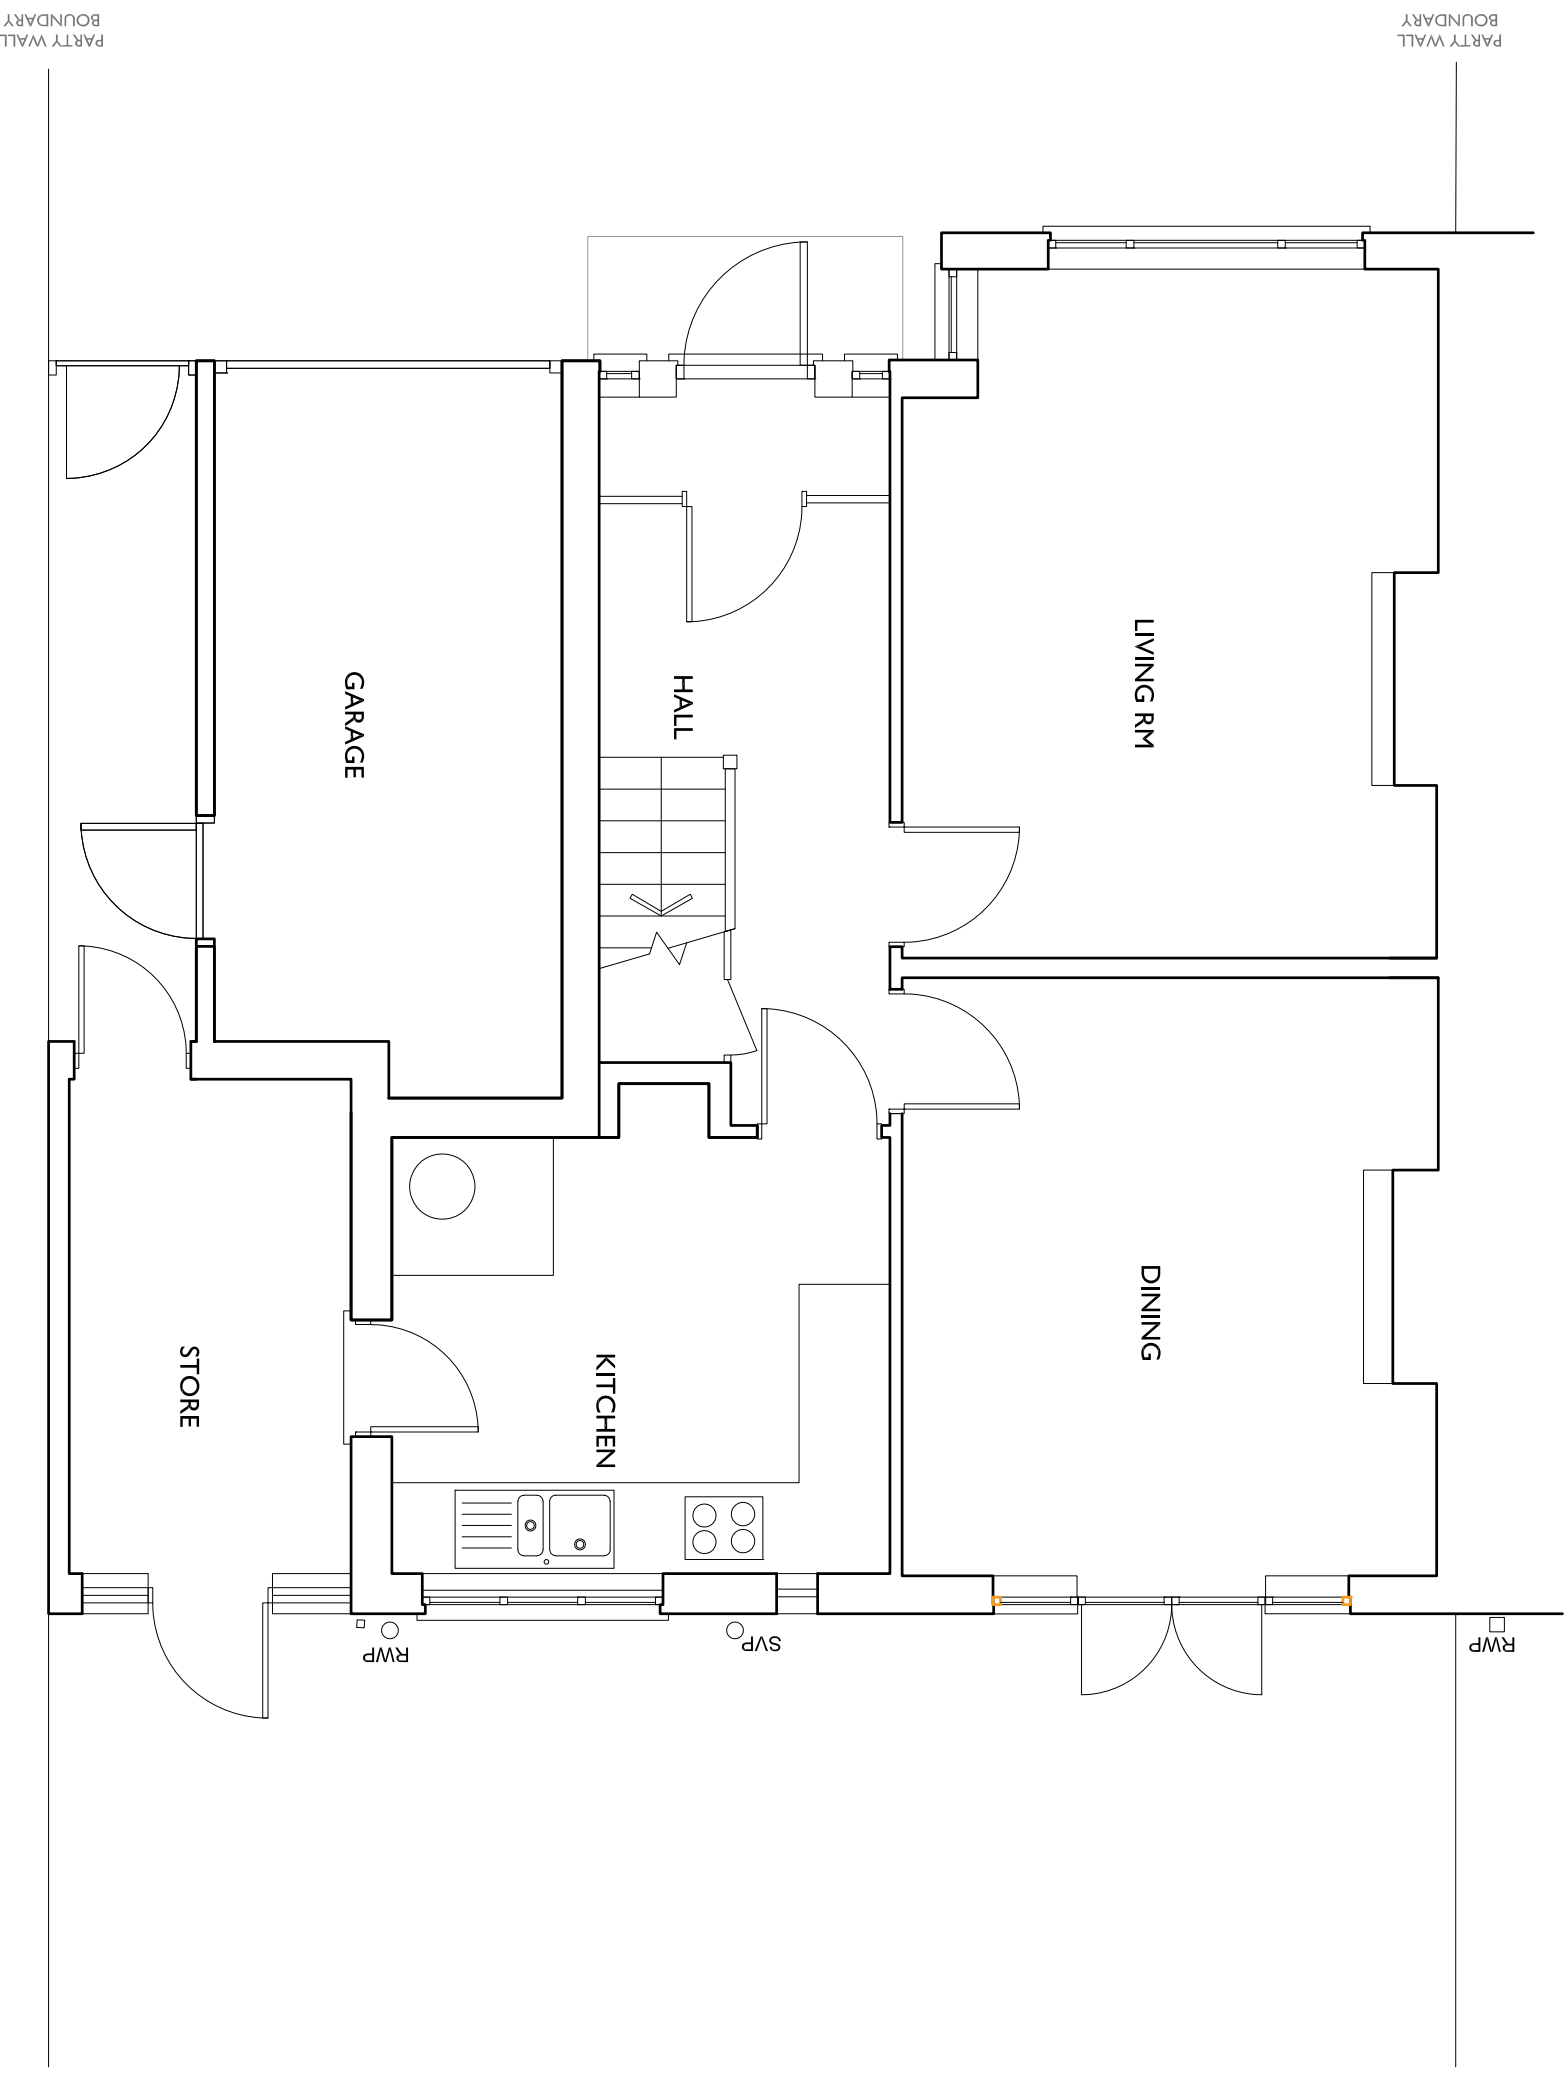 PARTY WALL
BOUNDARY
PARTY WALL
BOUNDARY
LIVING RM
HALL
GARAGE
DINING
KITCHEN
STORE
RWP
SVP
RWP